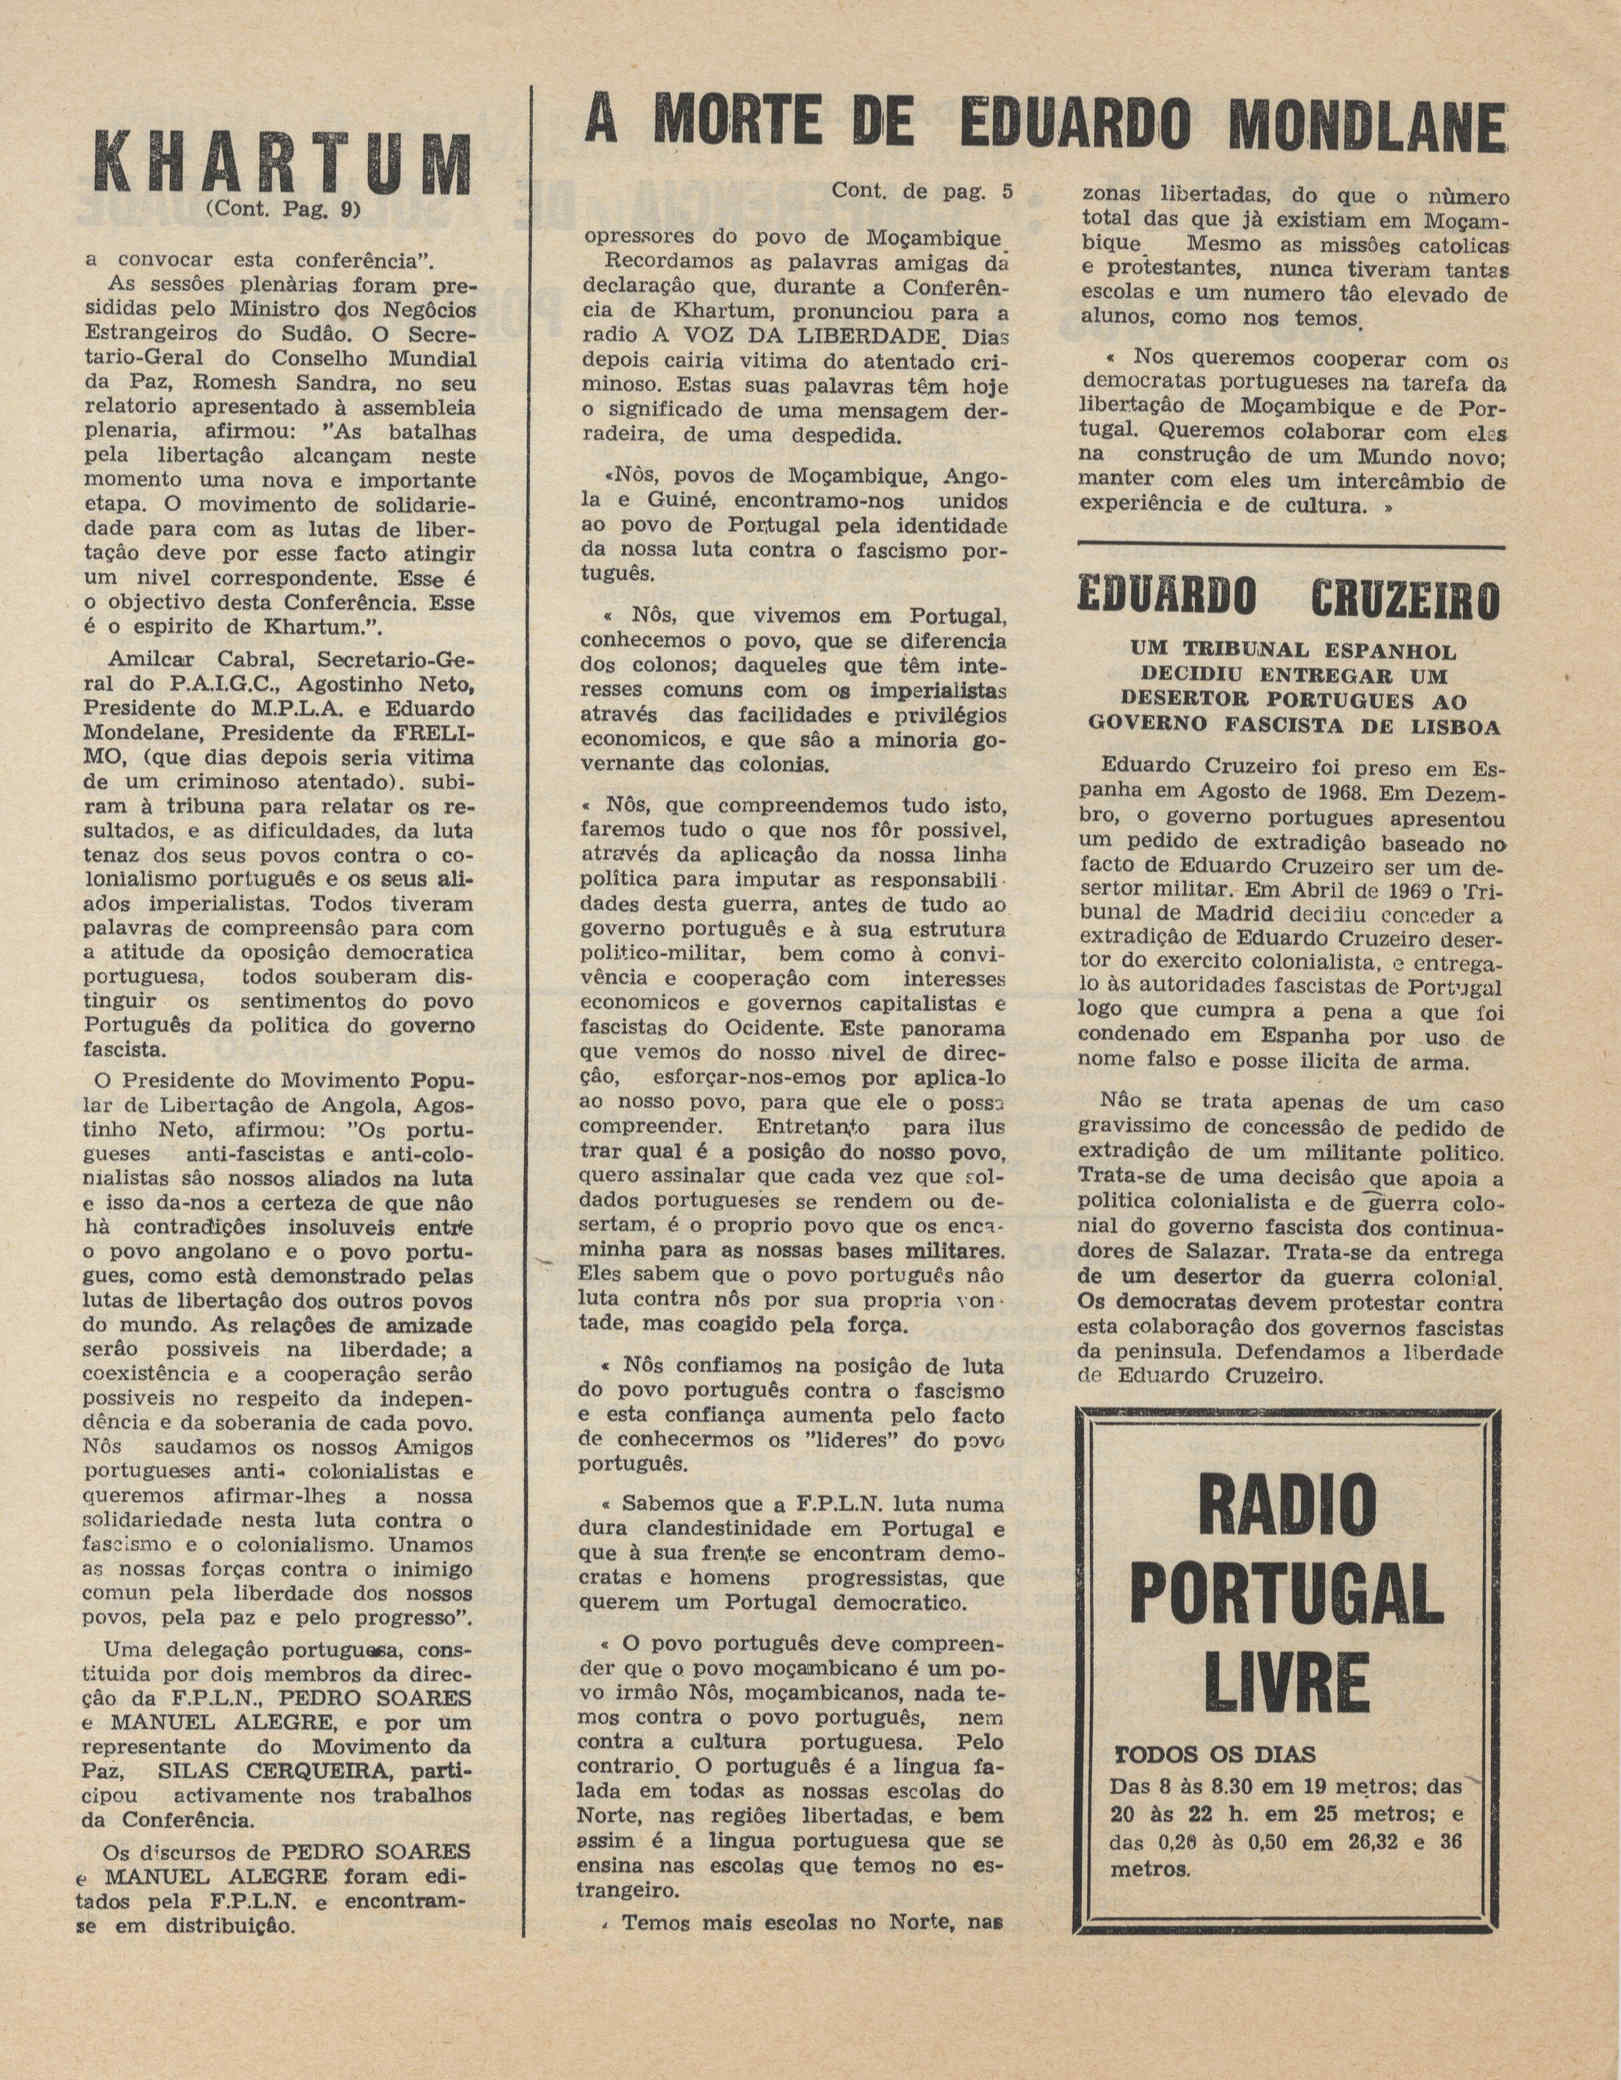 KHARTUM
(Cont. Pag. 9)
a convocar esta conferência".
As sessôes plenàrias foram pre-
sididas pelo Ministro dos Negôcios
Estrangeiros do Sudâo. O Secre-
tario-Geral do Conselho Mundial
da Paz, Romesh Sandra, no seu
relatorio apresentado à assembleia
plenaria, afirmou: "As batalhas
pela libertaçâo alcançam neste
momento uma nova e importante
etapa. O movimento de solidarie-
dade para com as lutas de liber-
taçâo deve por esse facto atingir
um nivel correspondente. Esse é
o objectivo desta Conferência. Esse
é o espirito de Khartum.".
Amilcar Cabral, Secretario-Ge-
ral do P.A.I.G.C., Agostinho Neto,
Presidente do M.P.L.A. e Eduardo
Mondelane, Presidente da FRELI-
MO, (que dias depois seria vitima
de um criminoso atentado). subi-
ram à tribuna para relatar os re-
sultados, e as dificuldades, da luta
tenaz dos seus povos contra o co-
lonialismo português e os seus ali-
ados imperialistas. Todos tiveram
palavras de compreensâo para com
a atitude da oposiçâo democratica
portuguesa, todos souberam dis-
tinguir os sentimentos do povo
Português da politica do governo
fascista.
O Presidente do Movimento Popu-
lar de Libertaçâo de Angola, Agos-
tinho Neto, afirmou: "Os portu-
gueses anti-fascistas e anti-colo-
nialistas sâo nossos aliados na luta
e isso da-nos a certeza de que nâo
hà contradiçôes insoluveis entre
o povo angolano e o povo portu-
gues, como està demonstrado pelas
lutas de libertaçâo dos outros povos
do mundo. As relaçôes de amizade
serâo possiveis na liberdade; a
coexistência e a cooperaçâo serâo
possiveis no respeito da indepen-
dência e da soberania de cada povo.
Nôs saudamos os nossos Amigos
portugueses anti- colonialistas e
queremos afirmar-lhes a nossa
solidariedade nesta luta contra o
fascismo e o colonialismo. Unamos
as nossas forças contra o inimigo
comun pela liberdade dos nossos
povos, pela paz e pelo progresso".
Uma delegaçâo portuguesa, cons-
tituida por dois membros da direc-
çâo da F.P.L.N., PEDRO SOARES
e MANUEL ALEGRE, e por um
representante do Movimento da
Paz, SILAS CERQUEIRA, parti-
cipou activamente nos trabalhos
da Conferência.
Os discursos de PEDRO SOARES
e MANUEL ALEGRE foram edi-
tados pela F.P.L.N. e encontram-
se em distribuiçâo.
A MORTE DE EDUARDO MONDLANE
Cont. de pag. 5
opressores do povo de Moçambique.
Recordamos as palavras amigas da
declaraçâo que, durante a Conferên-
cia de Khartum, pronunciou para a
radio A VOZ DA LIBERDADE. Dias
depois cairia vitima do atentado cri-
minoso. Estas suas palavras têm hoje
o significado de uma mensagem der-
radeira, de uma despedida.
«Nôs, povos de Moçambique, Ango-
la e Guiné, encontramo-nos unidos
ao povo de Portugal pela identidade
da nossa luta contra o fascismo por-
tuguês.
« Nôs, que vivemos em Portugal,
conhecemos o povo, que se diferencia
dos colonos; daqueles que têm inte-
resses comuns com os imperialistas
através das facilidades e privilégios
economicos, e que sâo a minoria go-
vernante das colonias.
« Nôs, que compreendemos tudo isto,
faremos tudo o que nos fôr possivel,
através da aplicaçâo da nossa linha
politica para imputar as responsabili-
dades desta guerra, antes de tudo ao
governo português e à sua estrutura
politico-militar, bem como à convi-
vência e cooperaçâo com interesses
economicos e governos capitalistas e
fascistas do Ocidente. Este panorama
que vemos do nosso nivel de direc-
çâo, esforçar-nos-emos por aplica-lo
ao nosso povo, para que ele o possa
compreender. Entretanto para ilus
trar qual é a posiçâo do nosso povo,
quero assinalar que cada vez que sol-
dados portugueses se rendem ou de-
sertam, é o proprio povo que os enca-
minha para as nossas bases militares.
Eles sabem que o povo português nâo
luta contra nôs por sua propria von-
tade, mas coagido pela força.
« Nôs confiamos na posiçâo de luta
do povo português contra o fascismo
e esta confiança aumenta pelo facto
de conhecermos os "lideres" do povo
português.
« Sabemos que a F.P.L.N. luta numa
dura clandestinidade em Portugal e
que à sua frente se encontram demo-
cratas e homens progressistas, que
querem um Portugal democratico.
« O povo português deve compreen-
der que o povo moçambicano é um po-
vo irmâo Nôs, moçambicanos, nada te-
mos contra o povo português, nem
contra a cultura portuguesa. Pelo
contrario. O português é a lingua fa-
lada em todas as nossas escolas do
Norte, nas regiôes libertadas, e bem
assim é a lingua portuguesa que se
ensina nas escolas que temos no es-
trangeiro.
« Temos mais escolas no Norte, nas
zonas libertadas, do que o nùmero
total das que jà existiam em Moçam-
bique. Mesmo as missôes catolicas
e protestantes, nunca tiveram tantas
escolas e um numero tâo elevado de
alunos, como nos temos.
« Nos queremos cooperar com os
democratas portugueses na tarefa da
libertaçâo de Moçambique e de Por-
tugal. Queremos colaborar com eles
na construçâo de um Mundo novo;
manter com eles um intercâmbio de
experiência e de cultura. »
EDUARDO CRUZEIRO
UM TRIBUNAL ESPANHOL
DECIDIU ENTREGAR UM
DESERTOR PORTUGUES AO
GOVERNO FASCISTA DE LISBOA
Eduardo Cruzeiro foi preso em Es-
panha em Agosto de 1968. Em Dezem-
bro, o governo portugues apresentou
um pedido de extradiçâo baseado no
facto de Eduardo Cruzeiro ser um de-
sertor militar. Em Abril de 1969 o Tri-
bunal de Madrid decidiu conceder a
extradiçâo de Eduardo Cruzeiro deser-
tor do exercito colonialista, e entrega-
lo às autoridades fascistas de Portugal
logo que cumpra a pena a que foi
condenado em Espanha por uso de
nome falso e posse ilicita de arma.
Nâo se trata apenas de um caso
gravissimo de concessâo de pedido de
extradiçâo de um militante politico.
Trata-se de uma decisâo que apoia a
politica colonialista e de guerra colo-
nial do governo fascista dos continua-
dores de Salazar. Trata-se da entrega
de um desertor da guerra colonial.
Os democratas devem protestar contra
esta colaboraçâo dos governos fascistas
da peninsula. Defendamos a liberdade
de Eduardo Cruzeiro.
RADIO
PORTUGAL
LIVRE
TODOS OS DIAS
Das 8 às 8.30 em 19 metros; das
20 às 22 h. em 25 metros; e
das 0,20 às 0,50 em 26,32 e 36
metros.